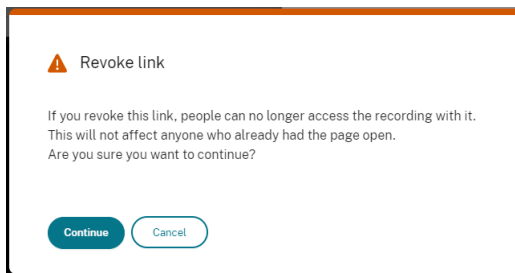 Revoke link
If you revoke this link, people can no longer access the recording with it.
This will not affect anyone who already had the page open.
Are you sure you want to continue?
Continue Cancel